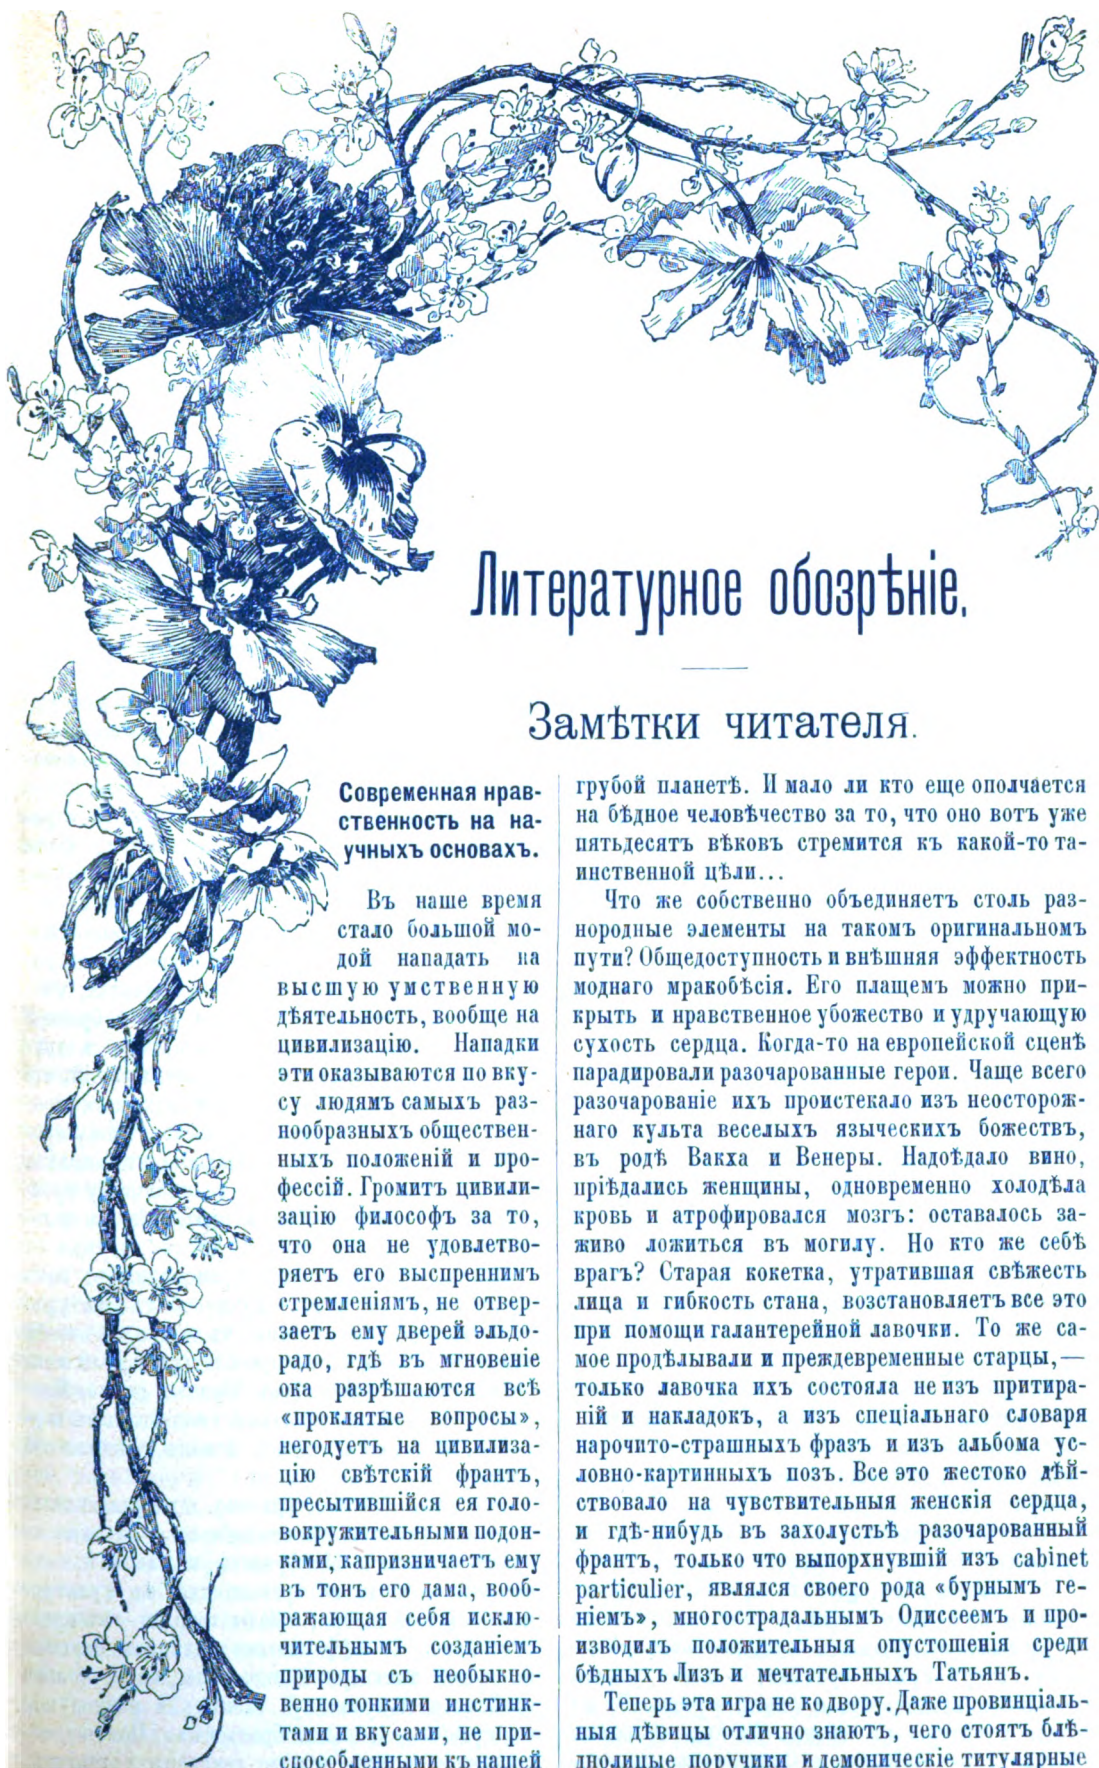 Литературное обозрѣніе.
Замѣтки читателя.
Современная нрав-
ственность на на-
учныхъ основахъ.
Въ наше время
стало большой мо-
дой нападать на
высшую умственную
дѣятельность, вообще на
цивилизацію. Нападки
эти оказываются по вку-
су людямъ самыхъ раз-
нообразныхъ обществен-
ныхъ положеній и про-
фессій. Громитъ цивили-
зацію философъ за то,
что она не удовлетво-
ряетъ его выспреннимъ
стремленіямъ, не отвер-
заетъ ему дверей эльдо-
радо, гдѣ въ мгновеніе
ока разрѣшаются всѣ
«проклятые вопросы»,
негодуетъ на цивилиза-
цію свѣтскій франтъ,
пресытившійся ея голо-
вокружительными подон-
ками, капризничаетъ ему
въ тонъ его дама, вооб-
ражающая себя исклю-
чительнымъ созданіемъ
природы съ необыкно-
венно тонкими инстинк-
тами и вкусами, не при-
способленными къ нашей
грубой планетѣ. И мало ли кто еще ополчается
на бѣдное человѣчество за то, что оно вотъ уже
пятьдесятъ вѣковъ стремится къ какой-то та-
инственной цѣли...
Что же собственно объединяетъ столь раз-
нородные элементы на такомъ оригинальномъ
пути? Общедоступность и внѣшняя эффектность
моднаго мракобѣсія. Его плащемъ можно при-
крыть и нравственное убожество и удручающую
сухость сердца. Когда-то на европейской сценѣ
парадировали разочарованные герои. Чаще всего
разочарованіе ихъ проистекало изъ неосторож-
наго культа веселыхъ языческихъ божествъ,
въ родѣ Вакха и Венеры. Надоѣдало вино,
пріѣдались женщины, одновременно холодѣла
кровь и атрофировался мозгъ: оставалось за-
живо ложиться въ могилу. Но кто же себѣ
врагъ? Старая кокетка, утратившая свѣжесть
лица и гибкость стана, возстановляетъ все это
при помощи галантерейной лавочки. То же са-
мое продѣлывали и преждевременные старцы,—
только лавочка ихъ состояла не изъ притира-
ній и накладокъ, а изъ спеціальнаго словаря
нарочито-страшныхъ фразъ и изъ альбома ус-
ловно-картинныхъ позъ. Все это жестоко дѣй-
ствовало на чувствительныя женскія сердца,
и гдѣ-нибудь въ захолустьѣ разочарованный
франтъ, только что выпорхнувшій изъ cabinet
particulier, являлся своего рода «бурнымъ ге-
ніемъ», многострадальнымъ Одиссеемъ и про-
изводилъ положительныя опустошенія среди
бѣдныхъ Лизъ и мечтательныхъ Татьянъ.
Теперь эта игра не ко двору. Даже провинціаль-
ныя дѣвицы отлично знаютъ, чего стоятъ блѣ-
днолицые поручики и демоническіе титулярные